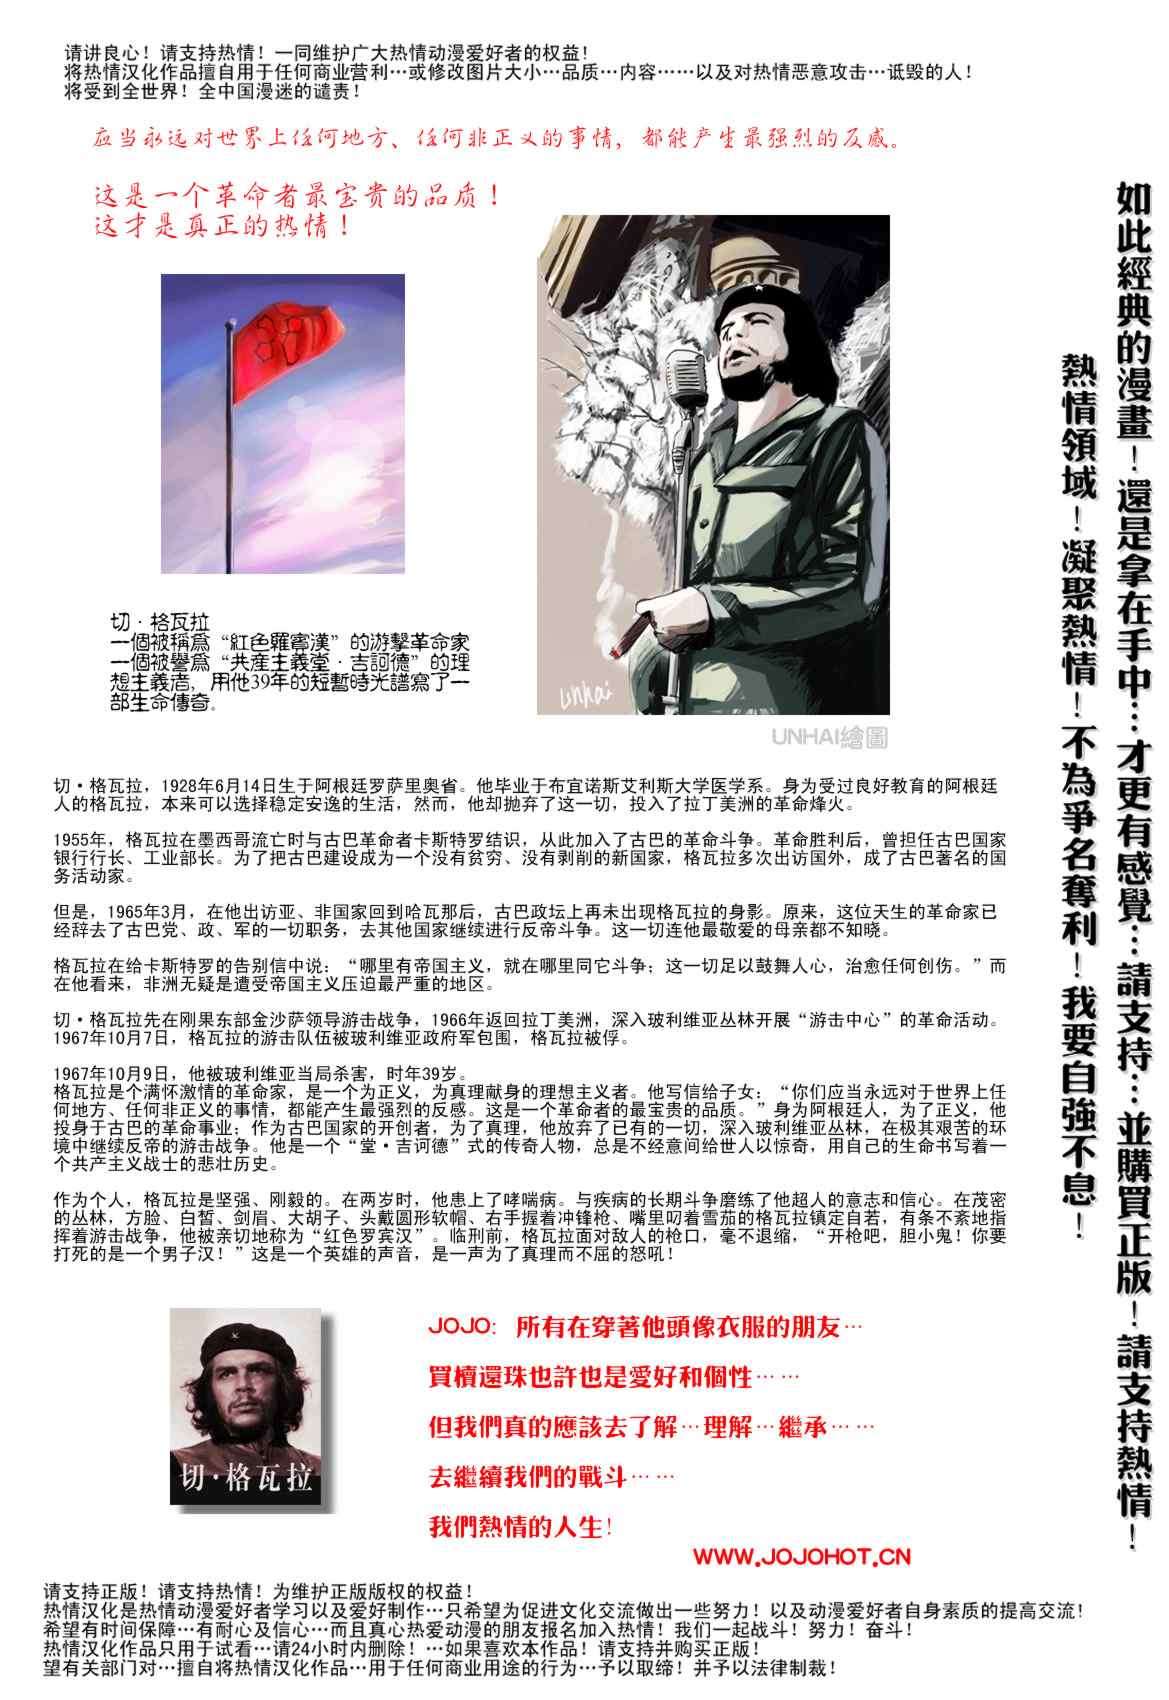 请讲良心！请支持热情！一同维护广大热情动漫爱好者的权益！
将热情汉化作品擅自用于任何商业营利…或修改图片大小…品质…内容……以及对热情恶意攻击…诋毁的人！
将受到全世界！全中国漫迷的谴责！
应当永远对世界上任何地方、任何非正义的事情，都能产生最强烈的反感。
这是一个革命者最宝贵的品质！
这才是真正的热情！
如此經典的漫畫！還是拿在手中…才更有感覺…請支持…並購買正版！請支持熱情！
熱情領域！凝聚熱情！不為爭名奪利！我要自強不息！
unhai
UNHAI繪圖
切·格瓦拉
一個被稱為“紅色羅賓漢”的游擊革命家
一個被譽為“共産主義堂·吉訶德”的理
想主義者，用他39年的短暫時光譜寫了一
部生命傳奇。
切·格瓦拉，1928年6月14日生于阿根廷罗萨里奥省。他毕业于布宜诺斯艾利斯大学医学系。身为受过良好教育的阿根廷
人的格瓦拉，本来可以选择稳定安逸的生活，然而，他却抛弃了这一切，投入了拉丁美洲的革命烽火。
1955年，格瓦拉在墨西哥流亡时与古巴革命者卡斯特罗结识，从此加入了古巴的革命斗争。革命胜利后，曾担任古巴国家
银行行长、工业部长。为了把古巴建设成为一个没有贫穷、没有剥削的新国家，格瓦拉多次出访国外，成了古巴著名的国
务活动家。
但是，1965年3月，在他出访亚、非国家回到哈瓦那后，古巴政坛上再未出现格瓦拉的身影。原来，这位天生的革命家已
经辞去了古巴党、政、军的一切职务，去其他国家继续进行反帝斗争。这一切连他最敬爱的母亲都不知晓。
格瓦拉在给卡斯特罗的告别信中说：“哪里有帝国主义，就在哪里同它斗争；这一切足以鼓舞人心，治愈任何创伤。”而
在他看来，非洲无疑是遭受帝国主义压迫最严重的地区。
切·格瓦拉先在刚果东部金沙萨领导游击战争，1966年返回拉丁美洲，深入玻利维亚丛林开展“游击中心”的革命活动。
1967年10月7日，格瓦拉的游击队伍被玻利维亚政府军包围，格瓦拉被俘。
1967年10月9日，他被玻利维亚当局杀害，时年39岁。
格瓦拉是个满怀激情的革命家，是一个为正义，为真理献身的理想主义者。他写信给子女：“你们应当永远对于世界上任
何地方、任何非正义的事情，都能产生最强烈的反感。这是一个革命者的最宝贵的品质。”身为阿根廷人，为了正义，他
投身于古巴的革命事业；作为古巴国家的开创者，为了真理，他放弃了已有的一切，深入玻利维亚丛林，在极其艰苦的环
境中继续反帝的游击战争。他是一个“堂·吉诃德”式的传奇人物，总是不经意间给世人以惊奇，用自己的生命书写着一
个共产主义战士的悲壮历史。
作为个人，格瓦拉是坚强、刚毅的。在两岁时，他患上了哮喘病。与疾病的长期斗争磨练了他超人的意志和信心。在茂密
的丛林，方脸、白皙、剑眉、大胡子、头戴圆形软帽、右手握着冲锋枪、嘴里叼着雪茄的格瓦拉镇定自若，有条不紊地指
挥着游击战争，他被亲切地称为“红色罗宾汉”。临刑前，格瓦拉面对敌人的枪口，毫不退缩，“开枪吧，胆小鬼！你要
打死的是一个男子汉！”这是一个英雄的声音，是一声为了真理而不屈的怒吼！
切·格瓦拉
JOJO: 所有在穿著他頭像衣服的朋友…
買櫝還珠也許也是愛好和個性……
但我們真的應該去了解…理解…繼承……
去繼續我們的戰斗……
我們熱情的人生！
WWW.JOJOHOT.CN
请支持正版！请支持热情！为维护正版版权的权益！
热情汉化是热情动漫爱好者学习以及爱好制作…只希望为促进文化交流做出一些努力！以及动漫爱好者自身素质的提高交流！
希望有时间保障…有耐心及信心…而且真心热爱动漫的朋友报名加入热情！我们一起战斗！努力！奋斗！
热情汉化作品只用于试看…请24小时内删除！…如果喜欢本作品！请支持并购买正版！
望有关部门对…擅自将热情汉化作品…用于任何商业用途的行为…予以取缔！并予以法律制裁！